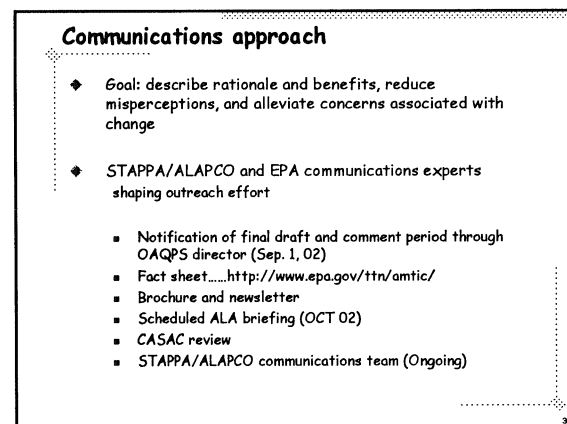 Communications approach
Goal: describe rationale and benefits, reduce
misperceptions, and alleviate concerns associated with
change
STAPPA/ALAPCO and EPA communications experts
shaping outreach effort
Notification of final draft and comment period through
OAQPS director (Sep. 1, 02)
Fact sheet......http://www.epa.gov/ttn/amtic/
Brochure and newsletter
Scheduled ALA briefing (OCT 02)
CASAC review
STAPPA/ALAPCO communications team (Ongoing)
3